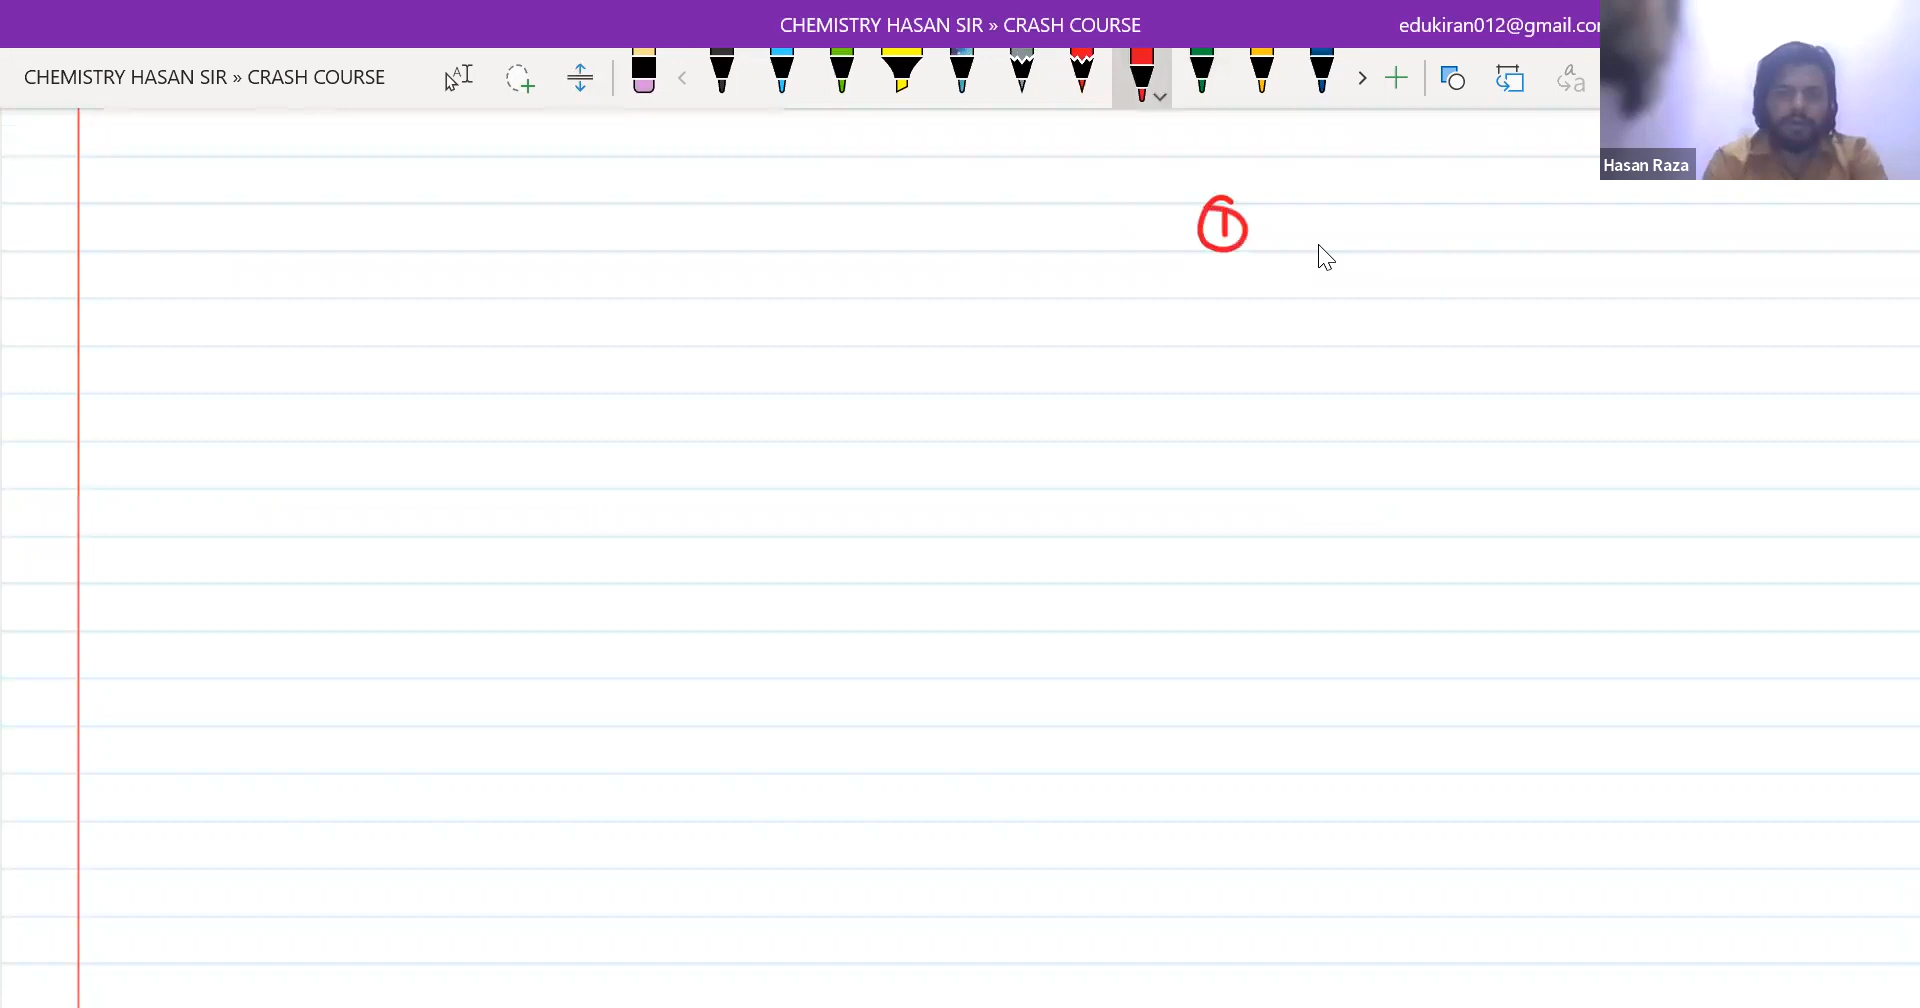 CHEMISTRY HASAN SIR » CRASH COURSE
edukiran012@gmail.co
CHEMISTRY HASAN SIR » CRASH COURSE
Hasan Raza
1